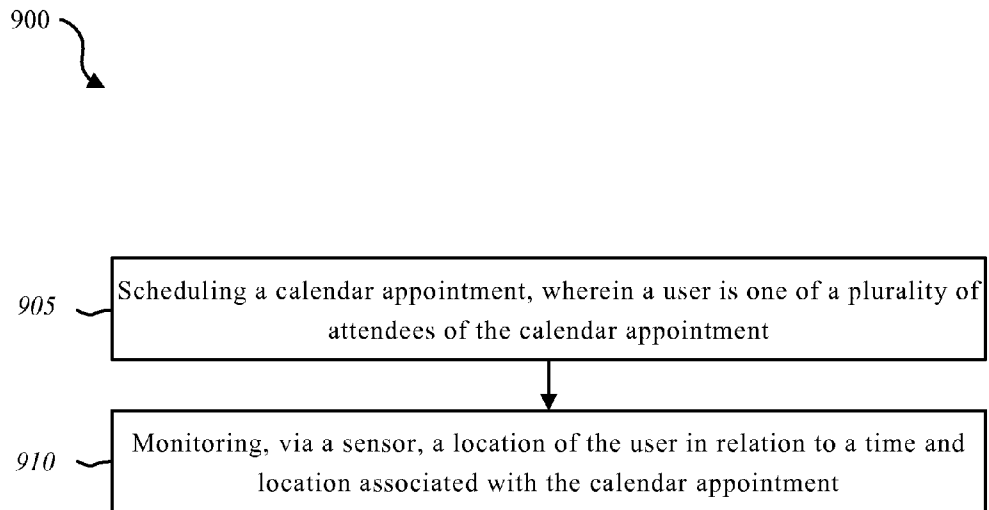 900
905
Scheduling a calendar appointment, wherein a user is one of a plurality of
attendees of the calendar appointment
910
Monitoring, via a sensor, a location of the user in relation to a time and
location associated with the calendar appointment